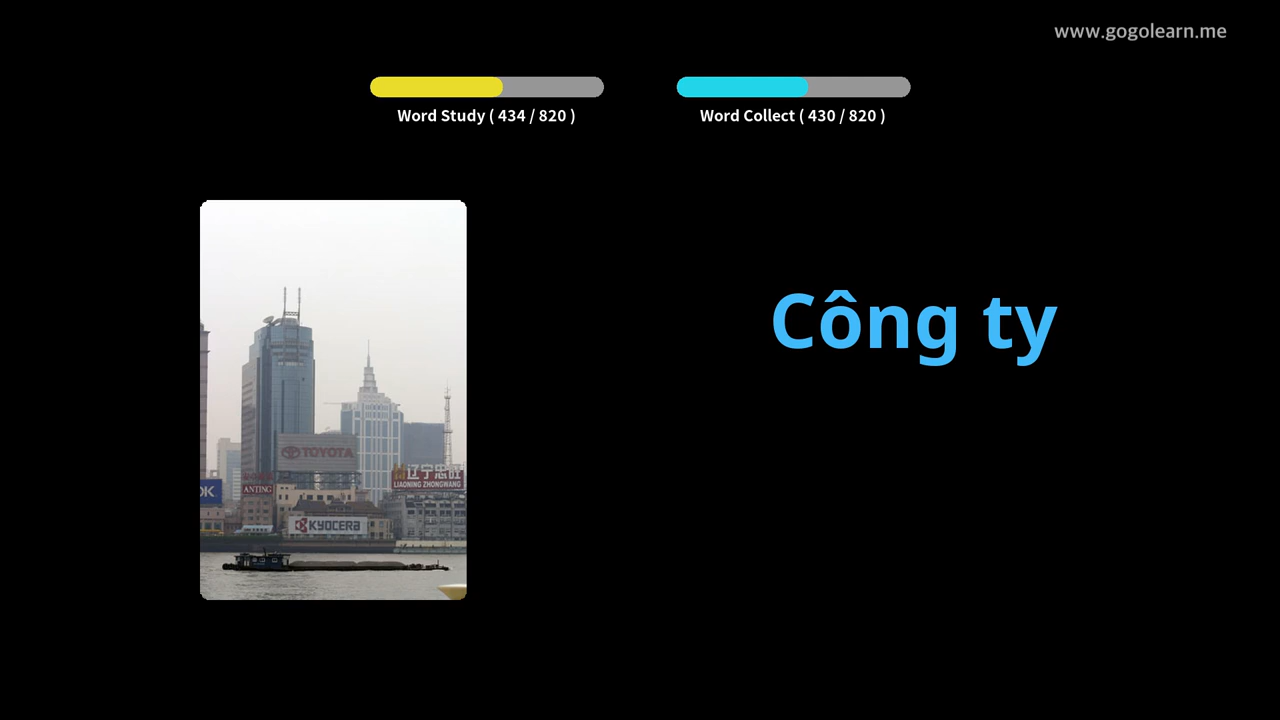 www.gogolearn.me
Word Study ( 434 / 820 )
Word Collect ( 430 / 820 )
Công ty
TOYOTA
辽宁忠旺
LIAONING ZHONGWANG
OK
ANTING
KYOCERA